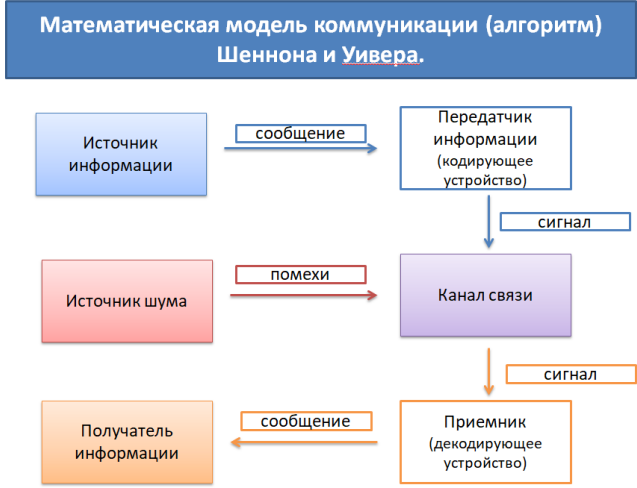 Математическая модель коммуникации (алгоритм)
Шеннона и Уивера.
Источник
информации
сообщение
Передатчик
информации
(кодирующее
устройство)
сигнал
Источник шума
помехи
Канал связи
сигнал
Получатель
информации
сообщение
Приемник
(декодирующее
устройство)